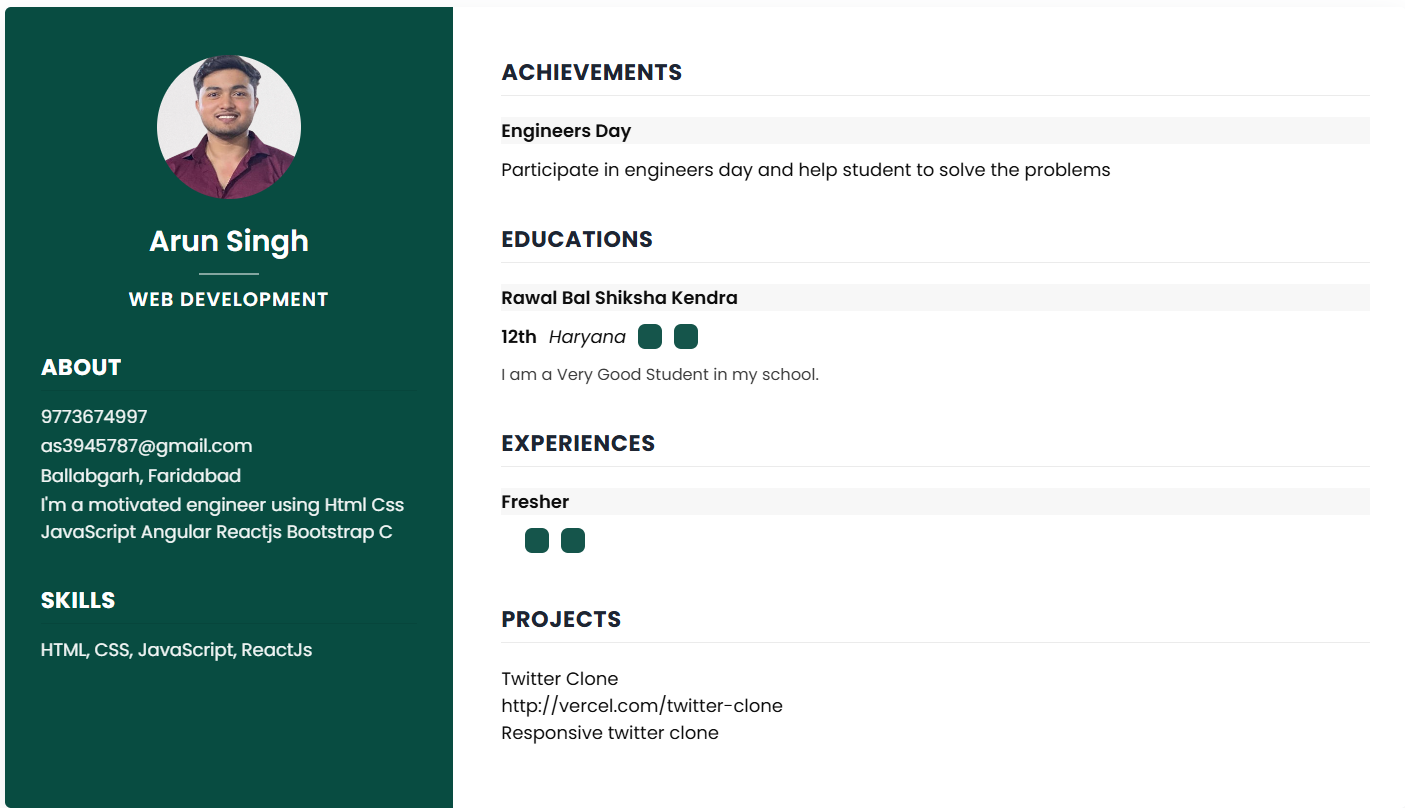 Arun Singh
WEB DEVELOPMENT
ABOUT
9773674997
as3945787@gmail.com
Ballabgarh, Faridabad
I'm a motivated engineer using Html Css
JavaScript Angular Reactjs Bootstrap C
SKILLS
HTML, CSS, JavaScript, ReactJs
ACHIEVEMENTS
Engineers Day
Participate in engineers day and help student to solve the problems
EDUCATIONS
Rawal Bal Shiksha Kendra
12th Haryana
I am a Very Good Student in my school.
EXPERIENCES
Fresher
PROJECTS
Twitter Clone
http://vercel.com/twitter-clone
Responsive twitter clone